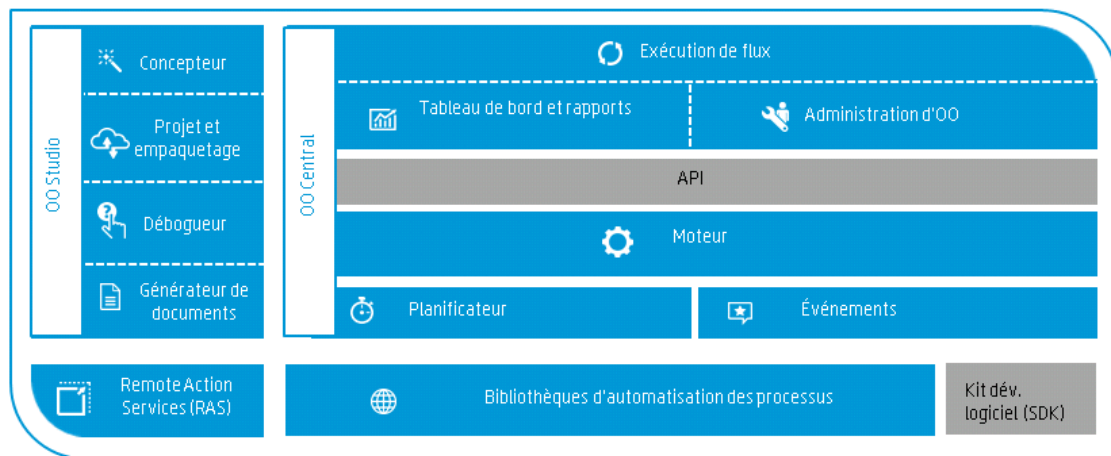 OO Studio
Concepteur
Projet et
empaquetage
Débogueur
Générateur de
documents
OO Central
Exécution de flux
Tableau de bord et rapports
Administration d'OO
API
Moteur
Planificateur
Événements
Remote Action
Services (RAS)
Bibliothèques d'automatisation des processus
Kit dév.
logiciel (SDK)